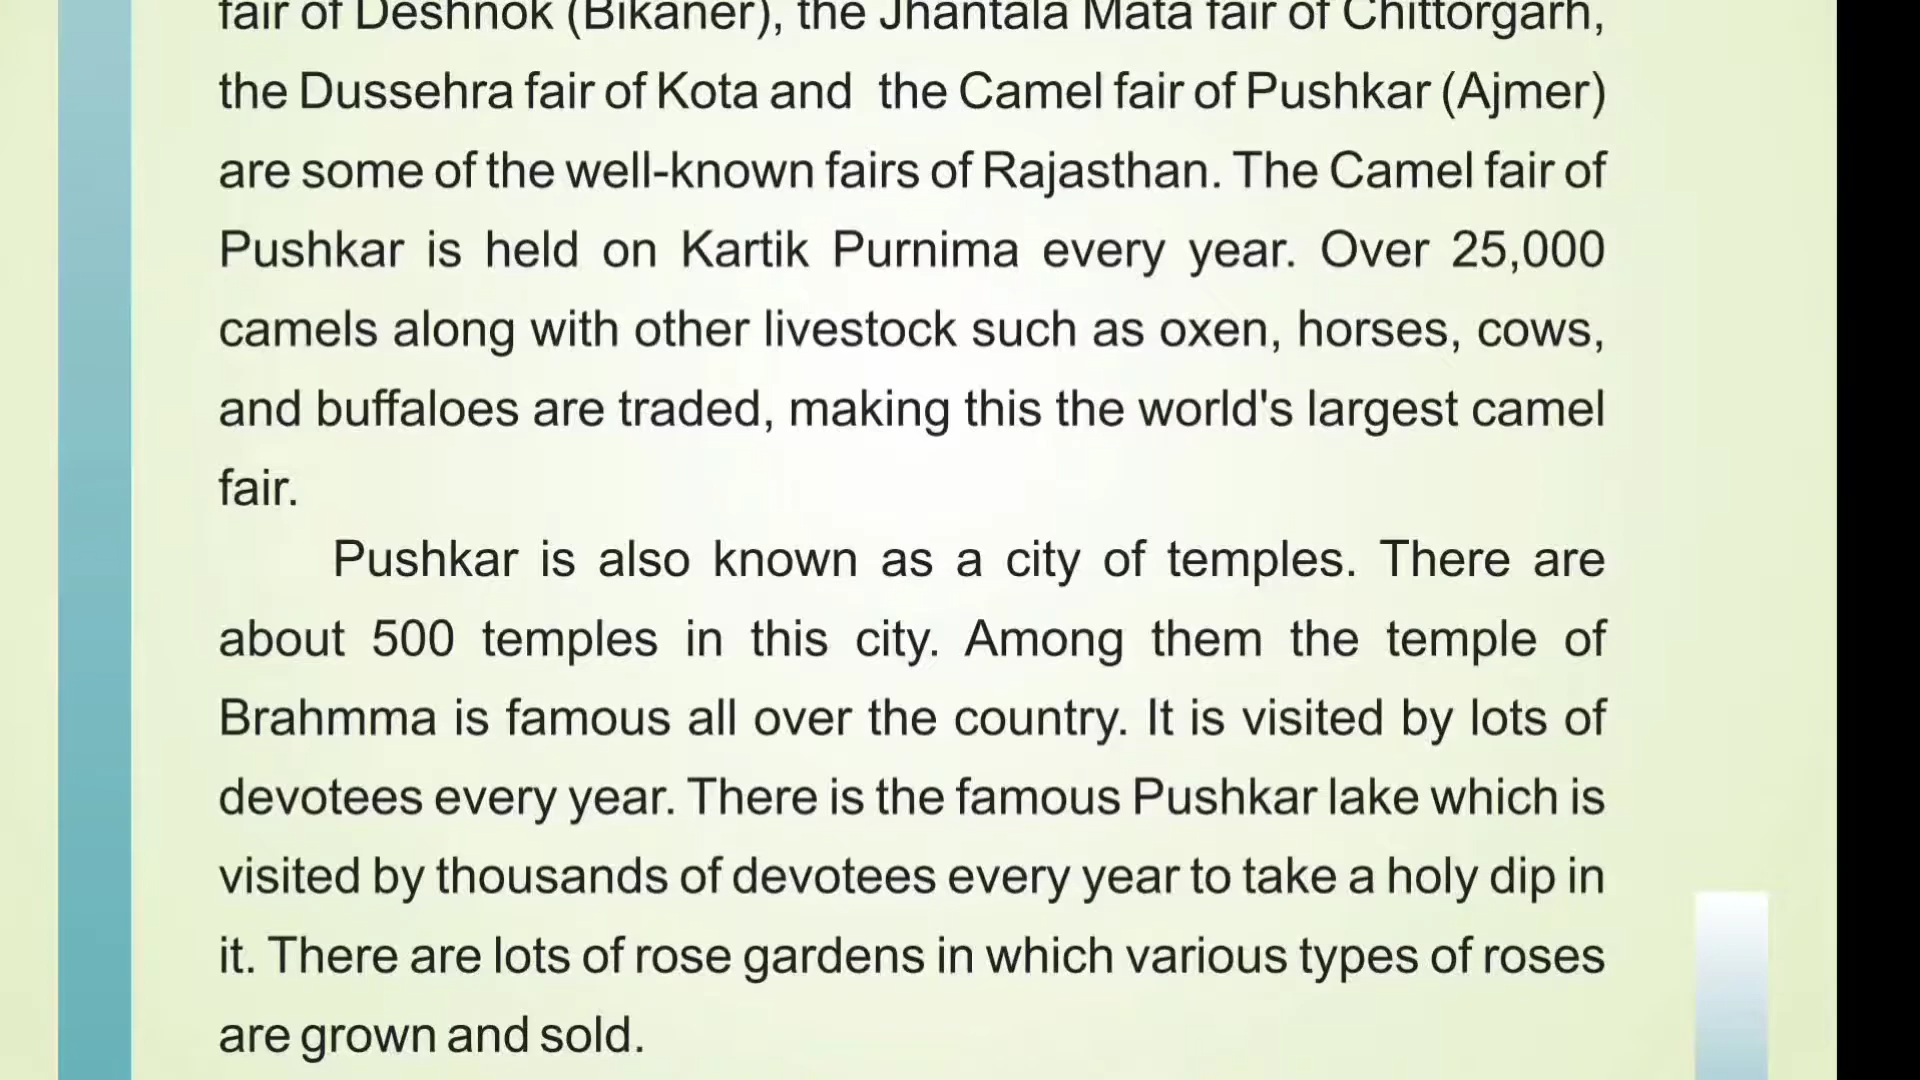 fair of Deshnok (Bikaner), the Jhantala Mata fair of Chittorgarh,
the Dussehra fair of Kota and the Camel fair of Pushkar (Ajmer)
are some of the well-known fairs of Rajasthan. The Camel fair of
Pushkar is held on Kartik Purnima every year. Over 25,000
camels along with other livestock such as oxen, horses, cows,
and buffaloes are traded, making this the world's largest camel
fair.
Pushkar is also known as a city of temples. There are
about 500 temples in this city. Among them the temple of
Brahmma is famous all over the country. It is visited by lots of
devotees every year. There is the famous Pushkar lake which is
visited by thousands of devotees every year to take a holy dip in
it. There are lots of rose gardens in which various types of roses
are grown and sold.